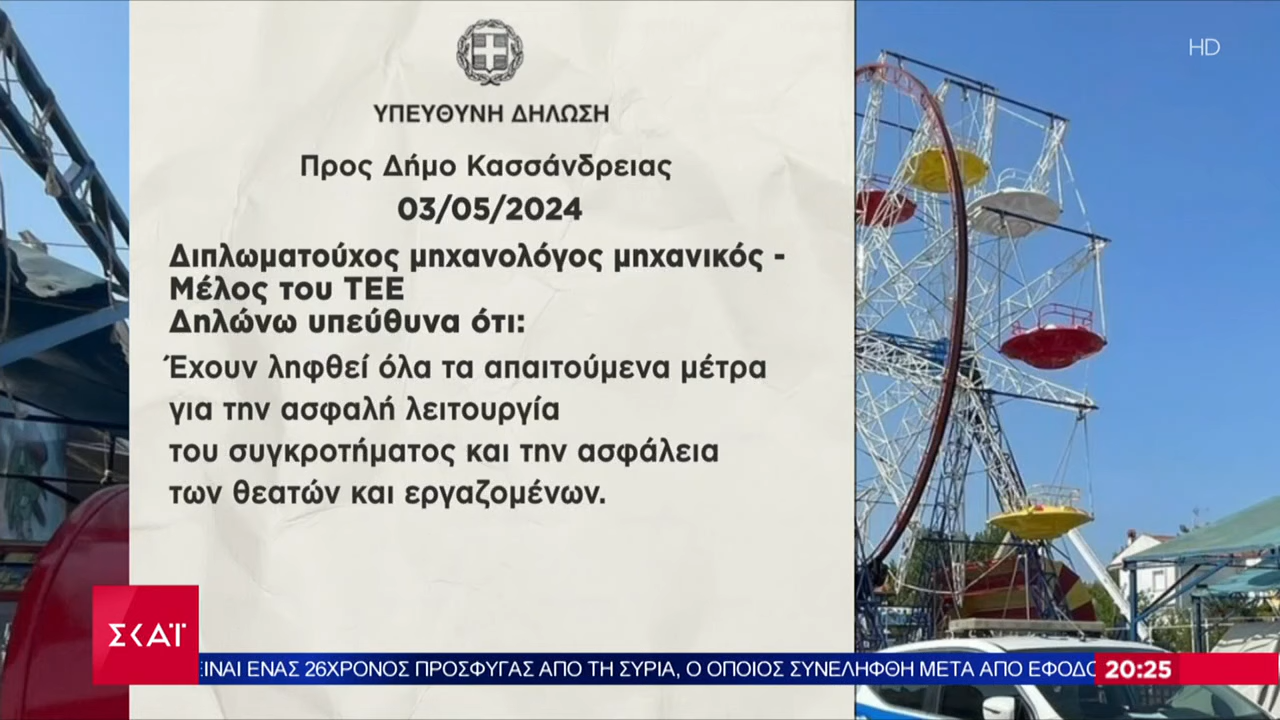 HD
ΥΠΕΥΘΥΝΗ ΔΗΛΩΣΗ
Προς Δήμο Κασσάνδρειας
03/05/2024
Διπλωματούχος μηχανολόγος μηχανικός -
Μέλος του ΤΕΕ
Δηλώνω υπεύθυνα ότι:
Έχουν ληφθεί όλα τα απαιτούμενα μέτρα
για την ασφαλή λειτουργία
του συγκροτήματος και την ασφάλεια
των θεατών και εργαζομένων.
ΣΚΑΪ
ΕΙΝΑΙ ΕΝΑΣ 26ΧΡΟΝΟΣ ΠΡΟΣΦΥΓΑΣ ΑΠΟ ΤΗ ΣΥΡΙΑ, Ο ΟΠΟΙΟΣ ΣΥΝΕΛΗΦΘΗ ΜΕΤΑ ΑΠΟ ΕΦΟΔΟ
20:25